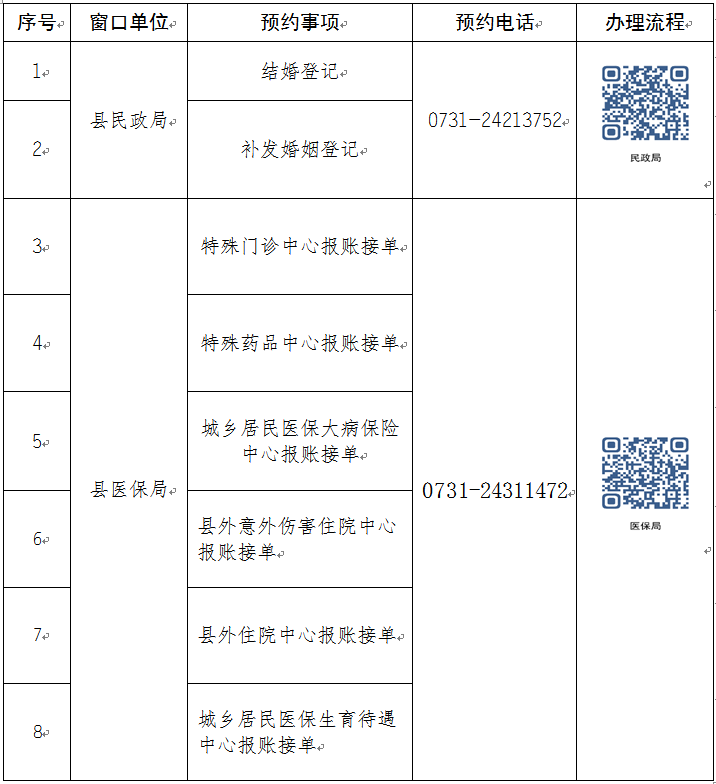 序号 窗口单位 预约事项 预约电话 办理流程
1 结婚登记
县民政局 0731-24213752
2 补发婚姻登记
民政局
3 特殊门诊中心报账接单
4 特殊药品中心报账接单
5 城乡居民医保大病保险
中心报账接单
县医保局 0731-24311472
医保局
6 县外意外伤害住院中心
报账接单
7 县外住院中心报账接单
8 城乡居民医保生育待遇
中心报账接单